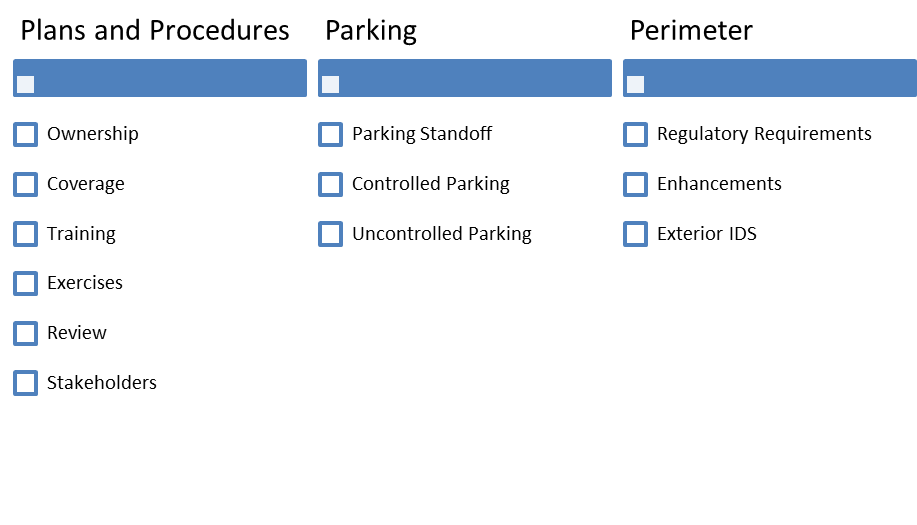 Plans and Procedures
Ownership
Coverage
Training
Exercises
Review
Stakeholders
Parking
Parking Standoff
Controlled Parking
Uncontrolled Parking
Perimeter
Regulatory Requirements
Enhancements
Exterior IDS